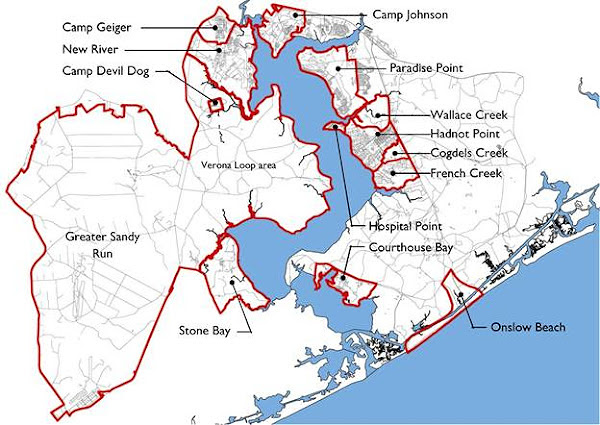 Camp Geiger
Camp Johnson
New River
Camp Devil Dog
Paradise Point
Wallace Creek
Hadnot Point
Cogdels Creek
French Creek
Verona Loop area
Hospital Point
Greater Sandy
Run
Courthouse Bay
Stone Bay
Onslow Beach